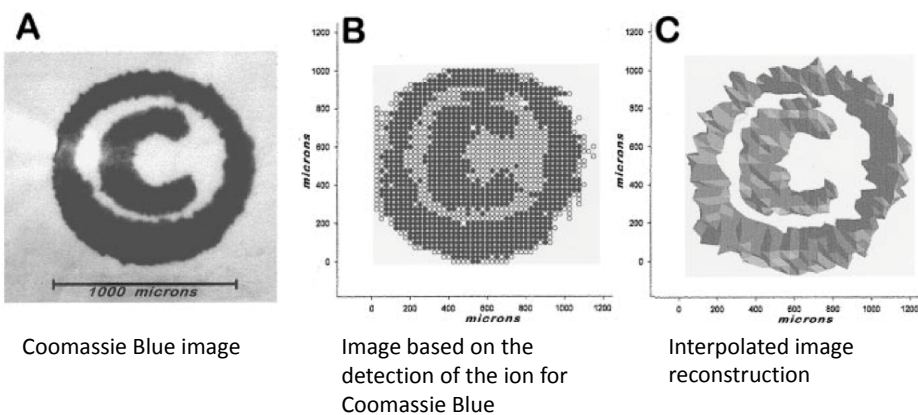 A
B
C
©
1000 microns
1200
1000
800
600
400
200
0
microns
0 200 400 600 800 1000 1200
microns
1200
1000
800
600
400
200
0
microns
0 200 400 600 800 1000 1200
microns
Coomassie Blue image
Image based on the
detection of the ion for
Coomassie Blue
Interpolated image
reconstruction